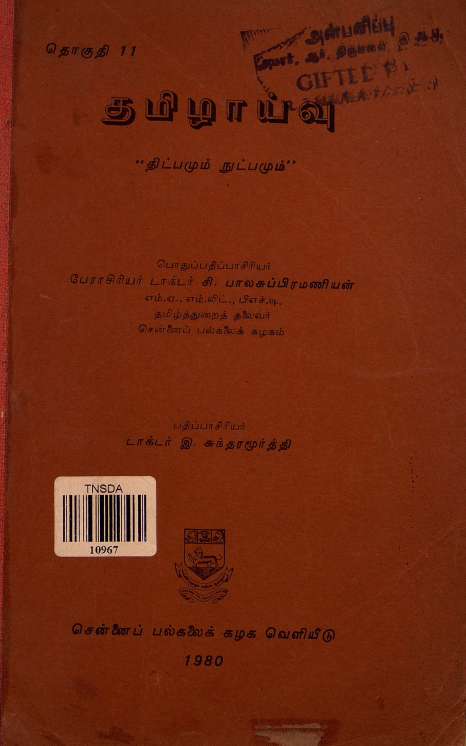 தொகுதி 11
அன்பளிப்பு
GIFTED BY
தமிழாய்வு
"திட்பமும் நுட்பமும்"
பொதுப்பதிப்பாசிரியர்
பேராசிரியர் டாக்டர் சி. பாலசுப்பிரமணியன்
எம்.ஏ., எம்.லிட்., பிஎச்.டி.,
தமிழ்த்துறைத் தலைவர்
சென்னைப் பல்கலைக் கழகம்
பதிப்பாசிரியர்
டாக்டர் இ. சுந்தரமூர்த்தி
TNSDA
10967
சென்னைப் பல்கலைக் கழக வெளியீடு
1980